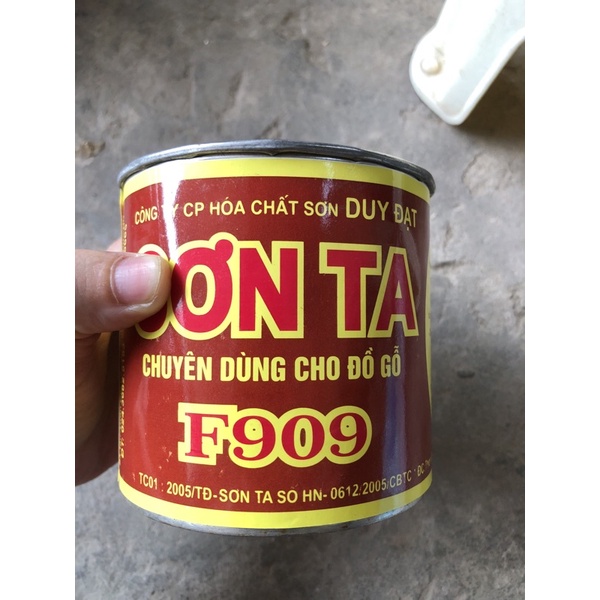 CÔNG TY CP HÓA CHẤT SƠN DUY ĐẠT
SƠN TA
CHUYÊN DÙNG CHO ĐỒ GỖ
F909
TC01 : 2005/TĐ-SƠN TA SỐ HN- 0612/2005/CBTC * ĐC